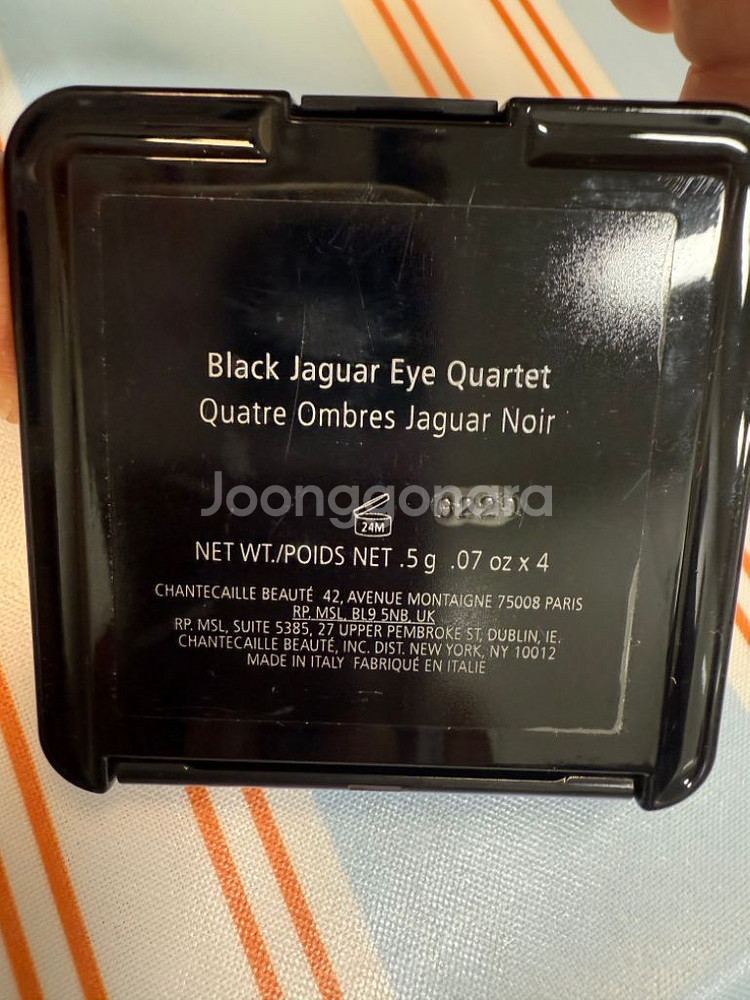 Black Jaguar Eye Quartet
Quatre Ombres Jaguar Noir
Joonggonara
24M
NET WT./POIDS NET .5 g .07 oz x 4
CHANTECAILLE BEAUTÉ 42, AVENUE MONTAIGNE 75008 PARIS
RP, MSL, BL9 5NB, UK
RP. MSL, SUITE 5385, 27 UPPER PEMBROKE ST, DUBLIN, IE.
CHANTECAILLE BEAUTÉ, INC. DIST. NEW YORK, NY 10012
MADE IN ITALY FABRIQUÉ EN ITALIE